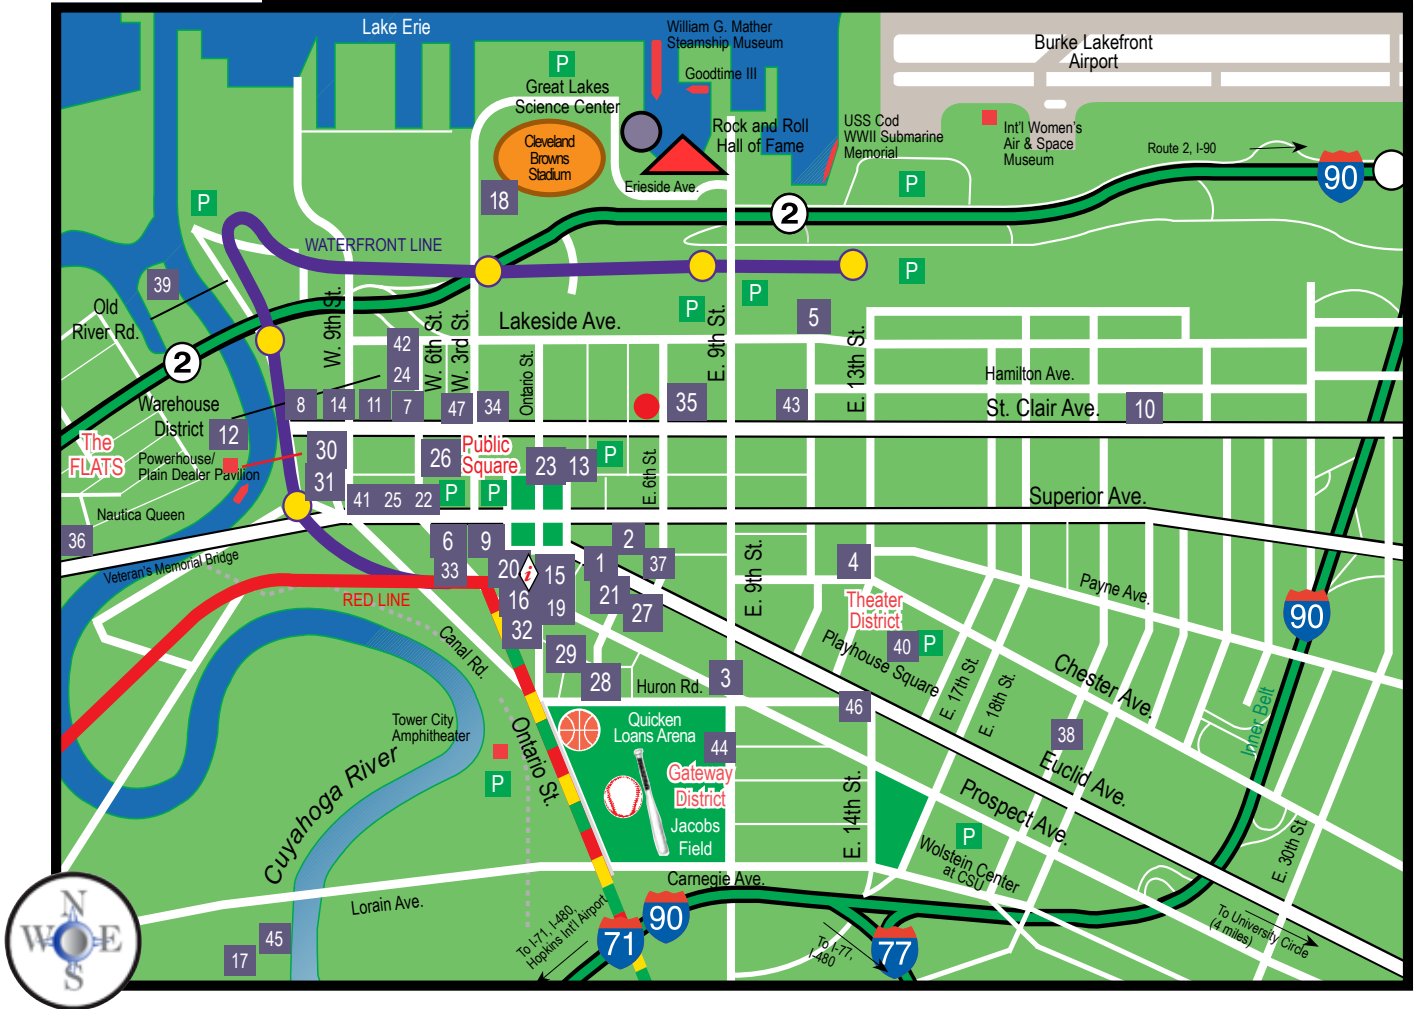 Lake Erie
William G. Mather
Steamship Museum
Goodtime III
P
Great Lakes
Science Center
Cleveland
Browns
Stadium
Rock and Roll
Hall of Fame
Erieside Ave.
USS Cod
WWII Submarine
Memorial
Burke Lakefront
Airport
Int'l Women's
Air & Space
Museum
Route 2, I-90
90
P
P
18
2
WATERFRONT LINE
P
P
P
39
Old
River Rd.
2
W. 9th St.
W. 6th St.
W. 3rd St.
Lakeside Ave.
Ontario St.
E. 9th St.
5
E. 13th St.
42
24
Hamilton Ave.
St. Clair Ave.
10
Warehouse
District
8
14
11
7
47
34
35
43
12
The
FLATS
Powerhouse/
Plain Dealer Pavilion
30
31
26
Public
Square
23
13
P
E. 6th St.
41
25
22
P
P
Superior Ave.
Nautica Queen
36
Veteran's Memorial Bridge
6
9
33
20
i
15
1
2
37
4
16
19
21
27
32
E. 9th St.
Payne Ave.
90
RED LINE
Theater
District
40
P
Playhouse Square
Canal Rd.
29
28
Huron Rd.
3
46
E. 17th St.
E. 18th St.
Chester Ave.
Inner Belt
38
Euclid Ave.
Prospect Ave.
Tower City
Amphitheater
P
Cuyahoga River
Ontario St.
Quicken
Loans Arena
44
Gateway
District
Jacobs
Field
E. 14th St.
P
Wolstein Center
at CSU
E. 30th St.
Carnegie Ave.
Lorain Ave.
N
W
E
S
45
17
To I-71, I-480,
Hopkins Int'l Airport
71
90
To I-77,
I-480
77
To University Circle
(4 miles)